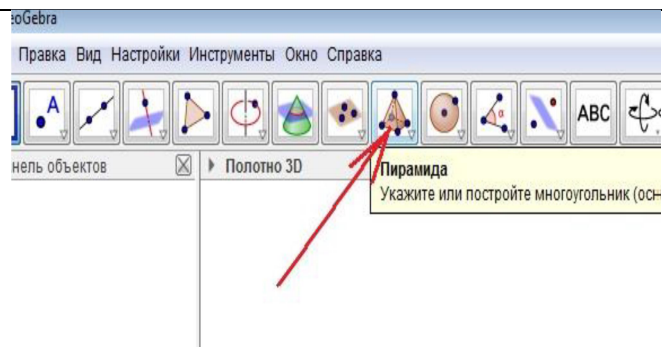 eoGebra
Правка Вид Настройки Инструменты Окно Справка
A
α
ABC
нель объектов
Полотно 3D
Пирамида
Укажите или постройте многоугольник (осн